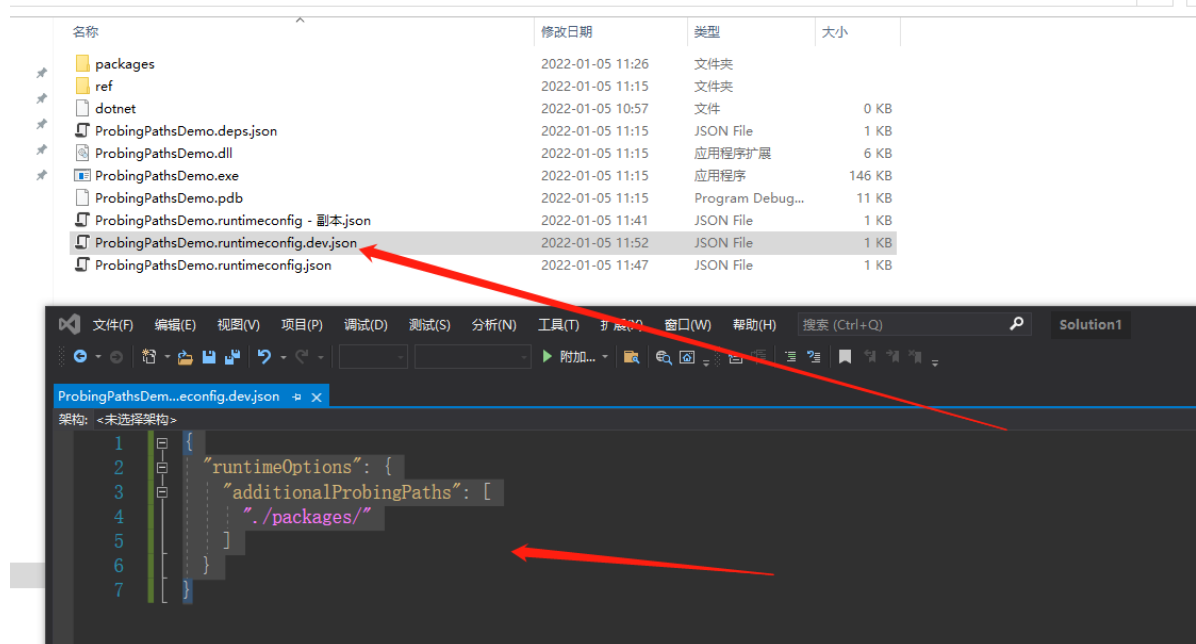 名称 修改日期 类型 大小
packages 2022-01-05 11:26 文件夹
ref 2022-01-05 11:15 文件夹
dotnet 2022-01-05 10:57 文件 0 KB
ProbingPathsDemo.deps.json 2022-01-05 11:15 JSON File 1 KB
ProbingPathsDemo.dll 2022-01-05 11:15 应用程序扩展 6 KB
ProbingPathsDemo.exe 2022-01-05 11:15 应用程序 146 KB
ProbingPathsDemo.pdb 2022-01-05 11:15 Program Debug... 11 KB
ProbingPathsDemo.runtimeconfig - 副本.json 2022-01-05 11:41 JSON File 1 KB
ProbingPathsDemo.runtimeconfig.dev.json 2022-01-05 11:52 JSON File 1 KB
ProbingPathsDemo.runtimeconfig.json 2022-01-05 11:47 JSON File 1 KB
文件(F) 编辑(E) 视图(V) 项目(P) 调试(D) 测试(S) 分析(N) 工具(T) 扩展(X) 窗口(W) 帮助(H) 搜索 (Ctrl+Q) Solution1
附加...
ProbingPathsDem...econfig.dev.json
架构: <未选择架构>
1 {
2 "runtimeOptions": {
3 "additionalProbingPaths": [
4 "./packages/"
5 ]
6 }
7 }